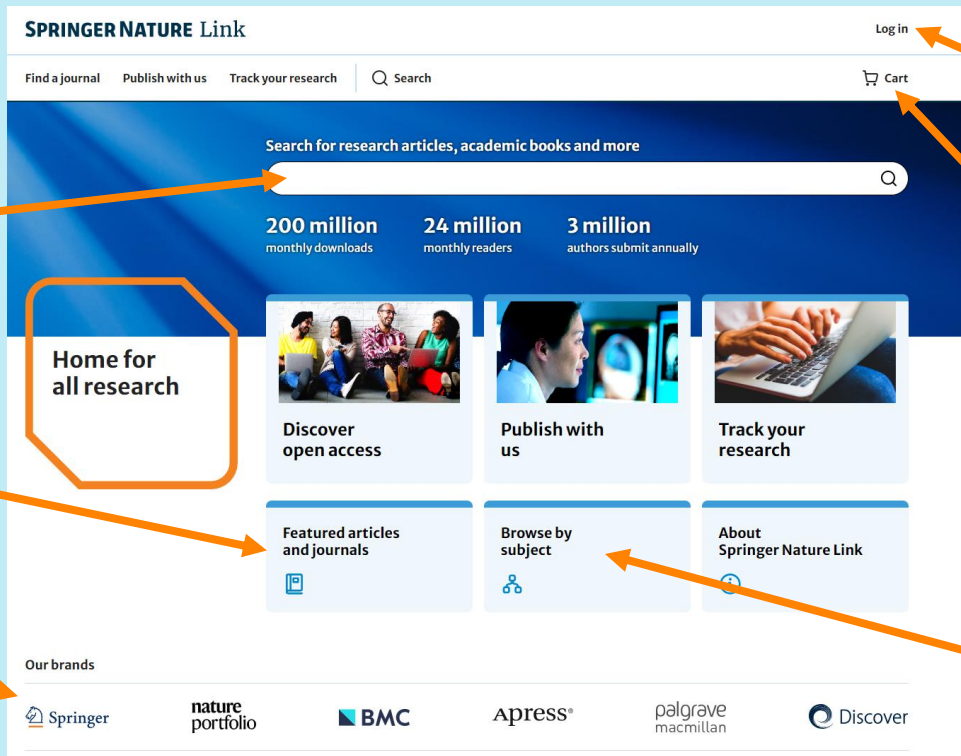 SPRINGER NATURE Link
Log in
Find a journal Publish with us Track your research Search
Cart
Search for research articles, academic books and more
200 million 24 million 3 million
monthly downloads monthly readers authors submit annually
Home for
all research
Discover
open access
Publish with
us
Track your
research
Featured articles
and journals
Browse by
subject
About
Springer Nature Link
Our brands
Springer
nature
portfolio
BMC
Apress®
palgrave
macmillan
Discover